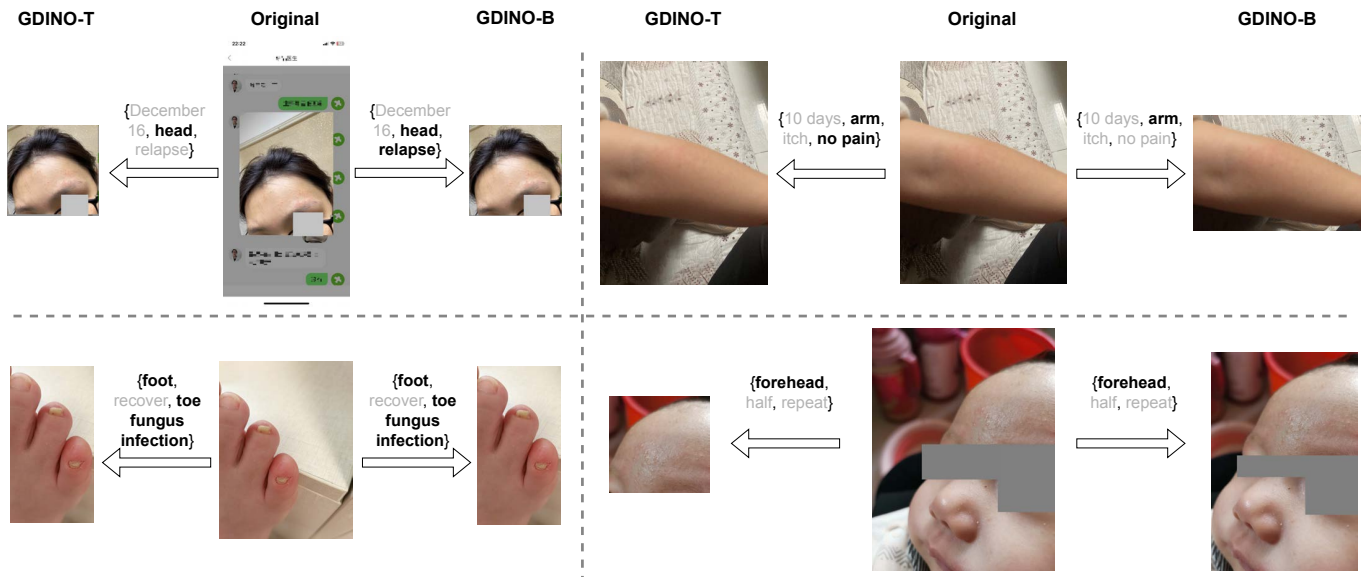 GDINO-T
Original
GDINO-B
GDINO-T
Original
GDINO-B
22:22
{December
16, head,
relapse}
{December
16, head,
relapse}
{10 days, arm,
itch, no pain}
{10 days, arm,
itch, no pain}
{foot,
recover, toe
fungus
infection}
{foot,
recover, toe
fungus
infection}
{forehead,
half, repeat}
{forehead,
half, repeat}